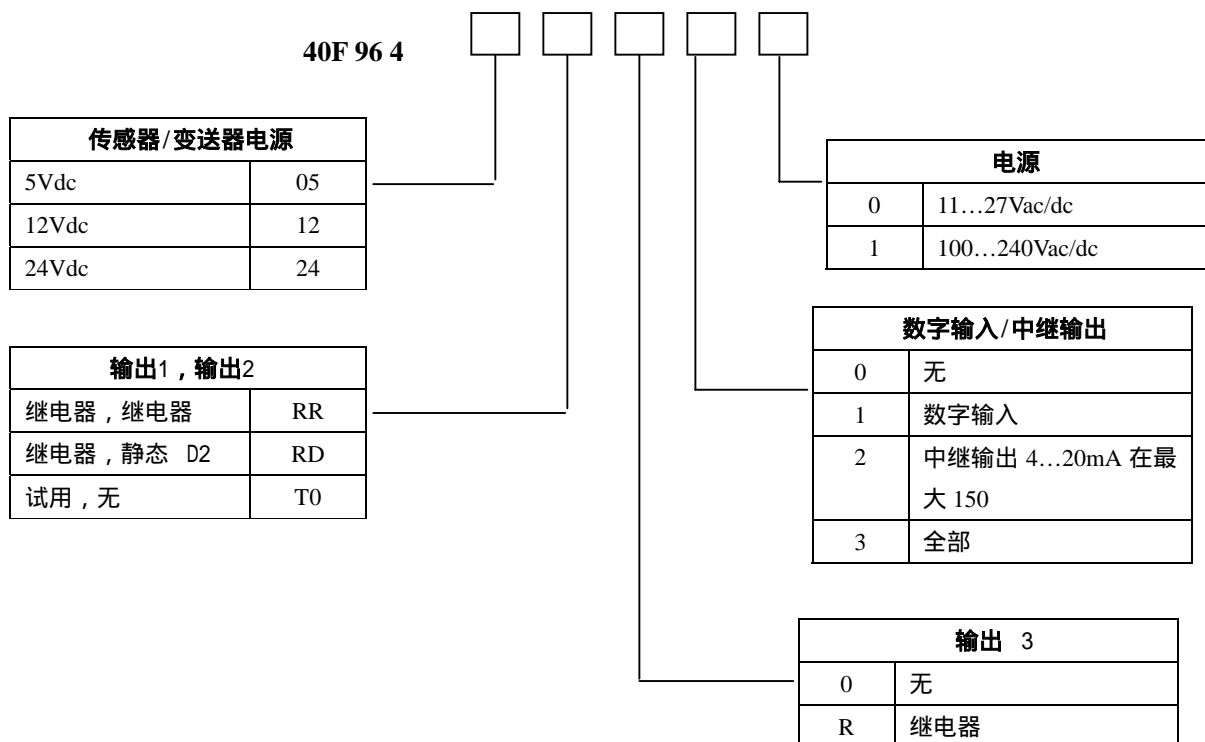 40F 96 4
传感器/变送器电源
5Vdc 05
12Vdc 12
24Vdc 24
输出1，输出2
继电器，继电器 RR
继电器，静态 D2 RD
试用，无 T0
电源
0 11…27Vac/dc
1 100…240Vac/dc
数字输入/中继输出
0 无
1 数字输入
2 中继输出 4…20mA 在最
大 150
3 全部
输出 3
0 无
R 继电器